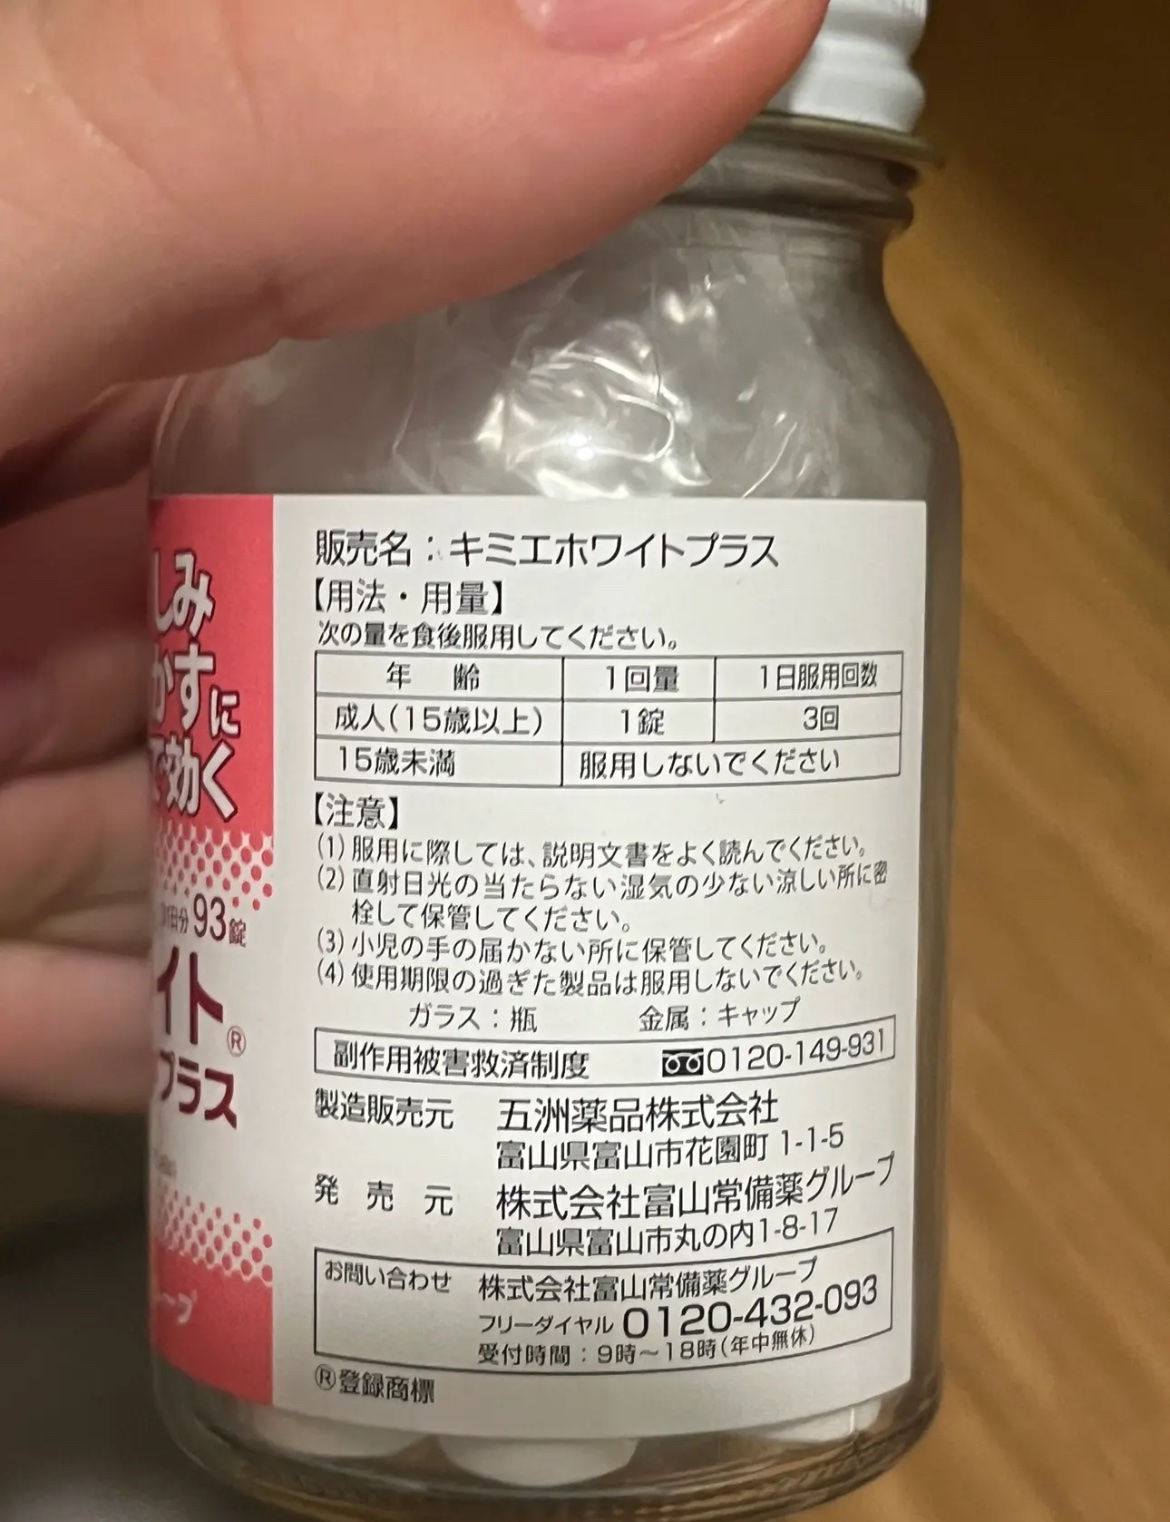 しみ
かすに
で効く
93錠
イト®
プラス
ープ
販売名：キミエホワイトプラス
【用法・用量】
次の量を食後服用してください。
年　齢　1回量　1日服用回数
成人（15歳以上）　1錠　3回
15歳未満　服用しないでください
【注意】
(1) 服用に際しては、説明文書をよく読んでください。
(2) 直射日光の当たらない湿気の少ない涼しい所に密
栓して保管してください。
(3) 小児の手の届かない所に保管してください。
(4) 使用期限の過ぎた製品は服用しないでください。
ガラス：瓶　金属：キャップ
副作用被害救済制度　0120-149-931
製造販売元　五洲薬品株式会社
富山県富山市花園町 1-1-5
発　売　元　株式会社富山常備薬グループ
富山県富山市丸の内1-8-17
お問い合わせ　株式会社富山常備薬グループ
フリーダイヤル 0120-432-093
受付時間：9時～18時（年中無休）
®登録商標